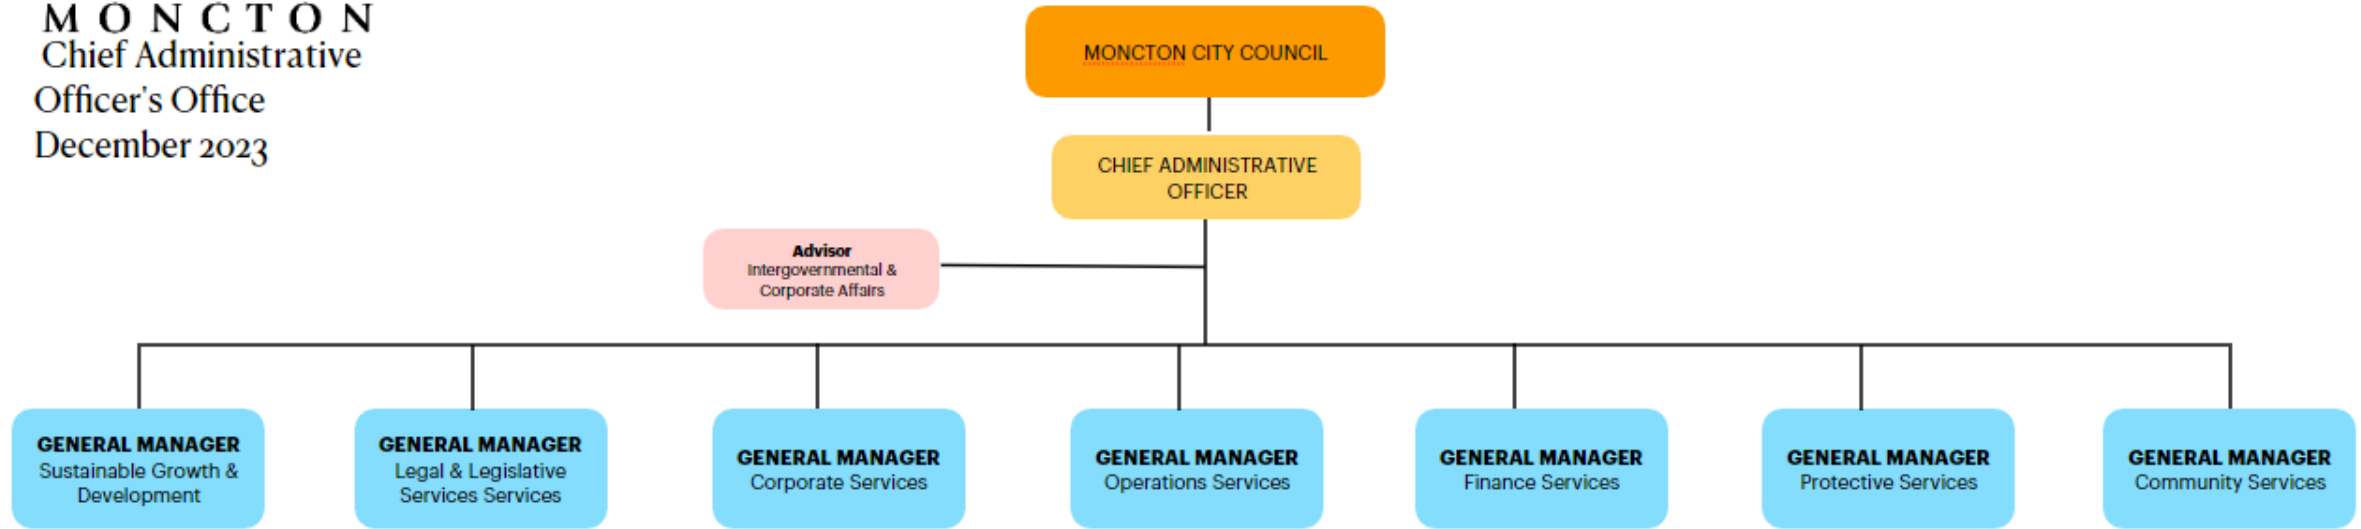 MONCTON
Chief Administrative
Officer's Office
December 2023
MONCTON CITY COUNCIL
CHIEF ADMINISTRATIVE
OFFICER
Advisor
Intergovernmental &
Corporate Affairs
GENERAL MANAGER
Sustainable Growth &
Development
GENERAL MANAGER
Legal & Legislative
Services Services
GENERAL MANAGER
Corporate Services
GENERAL MANAGER
Operations Services
GENERAL MANAGER
Finance Services
GENERAL MANAGER
Protective Services
GENERAL MANAGER
Community Services